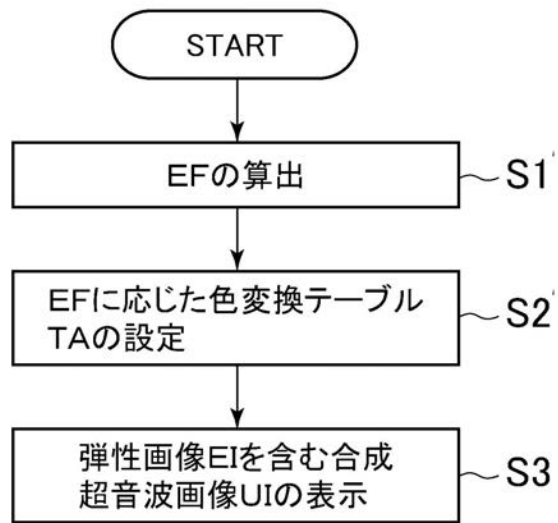 START
EFの算出
S1'
EFに応じた色変換テーブル
TAの設定
S2'
弾性画像EIを含む合成
超音波画像UIの表示
S3